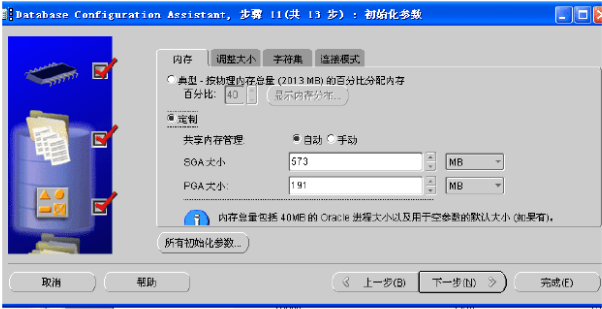 Database Configuration Assistant, 步骤 11(共 13 步) : 初始化参数
内存 调整大小 字符集 连接模式
典型 - 按物理内存总量 (2013 MB) 的百分比分配内存
百分比: 40 显示内存分布...
定制
共享内存管理: 自动 手动
SGA 大小: 573 MB
PGA 大小: 191 MB
内存总量包括 40MB 的 Oracle 进程大小以及用于空参数的默认大小 (如果有)。
所有初始化参数...
取消 帮助 上一步(B) 下一步(N) 完成(F)